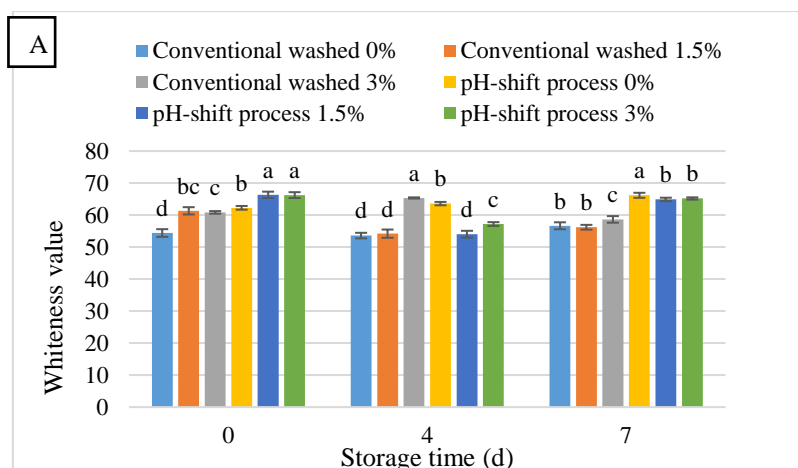 A
Conventional washed 0% Conventional washed 1.5%
Conventional washed 3% pH-shift process 0%
pH-shift process 1.5% pH-shift process 3%
80
70
60
50
40
30
20
10
0
Whiteness value
d bc c b a a
d d a b d c
b b c a b b
0 4 7
Storage time (d)